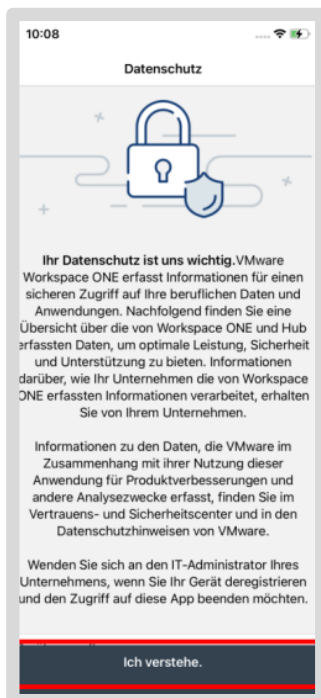 10:08
Datenschutz
Ihr Datenschutz ist uns wichtig.VMware
Workspace ONE erfasst Informationen für einen
sicheren Zugriff auf Ihre beruflichen Daten und
Anwendungen. Nachfolgend finden Sie eine
Übersicht über die von Workspace ONE und Hub
erfassten Daten, um optimale Leistung, Sicherheit
und Unterstützung zu bieten. Informationen
darüber, wie Ihr Unternehmen die von Workspace
ONE erfassten Informationen verarbeitet, erhalten
Sie von Ihrem Unternehmen.
Informationen zu den Daten, die VMware im
Zusammenhang mit ihrer Nutzung dieser
Anwendung für Produktverbesserungen und
andere Analysezwecke erfasst, finden Sie im
Vertrauens- und Sicherheitscenter und in den
Datenschutzhinweisen von VMware.
Wenden Sie sich an den IT-Administrator Ihres
Unternehmens, wenn Sie Ihr Gerät deregistrieren
und den Zugriff auf diese App beenden möchten.
Ich verstehe.